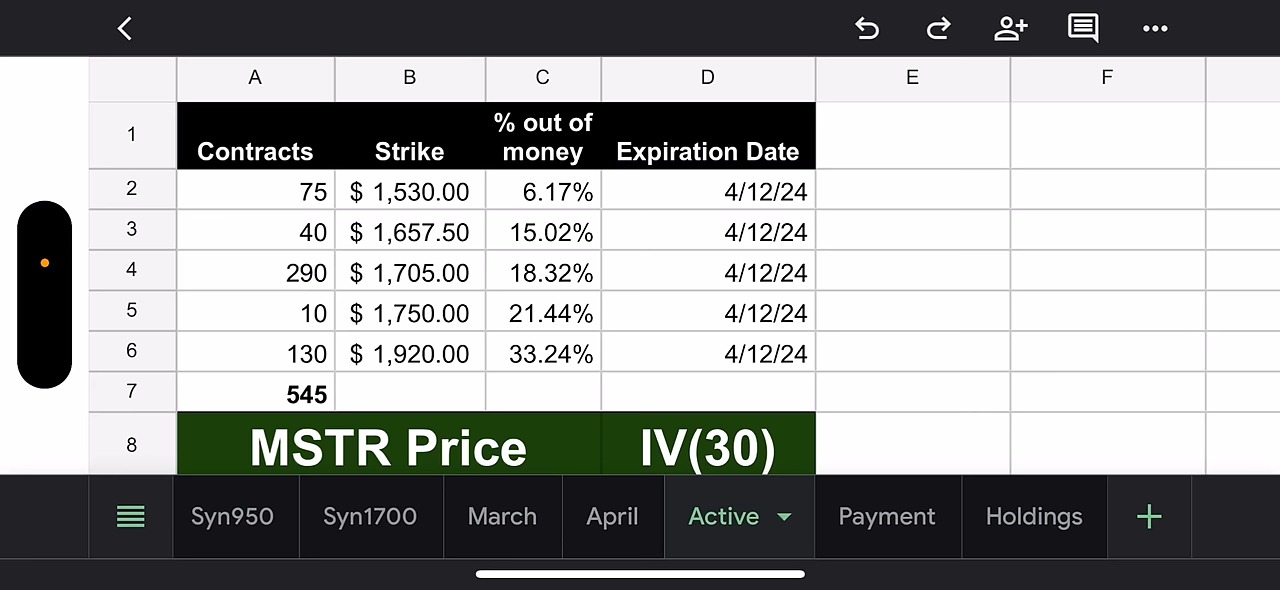 A B C D E F
1 Contracts Strike % out of money Expiration Date
2 75 $ 1,530.00 6.17% 4/12/24
3 40 $ 1,657.50 15.02% 4/12/24
4 290 $ 1,705.00 18.32% 4/12/24
5 10 $ 1,750.00 21.44% 4/12/24
6 130 $ 1,920.00 33.24% 4/12/24
7 545
8 MSTR Price IV(30)
Syn950 Syn1700 March April Active Payment Holdings